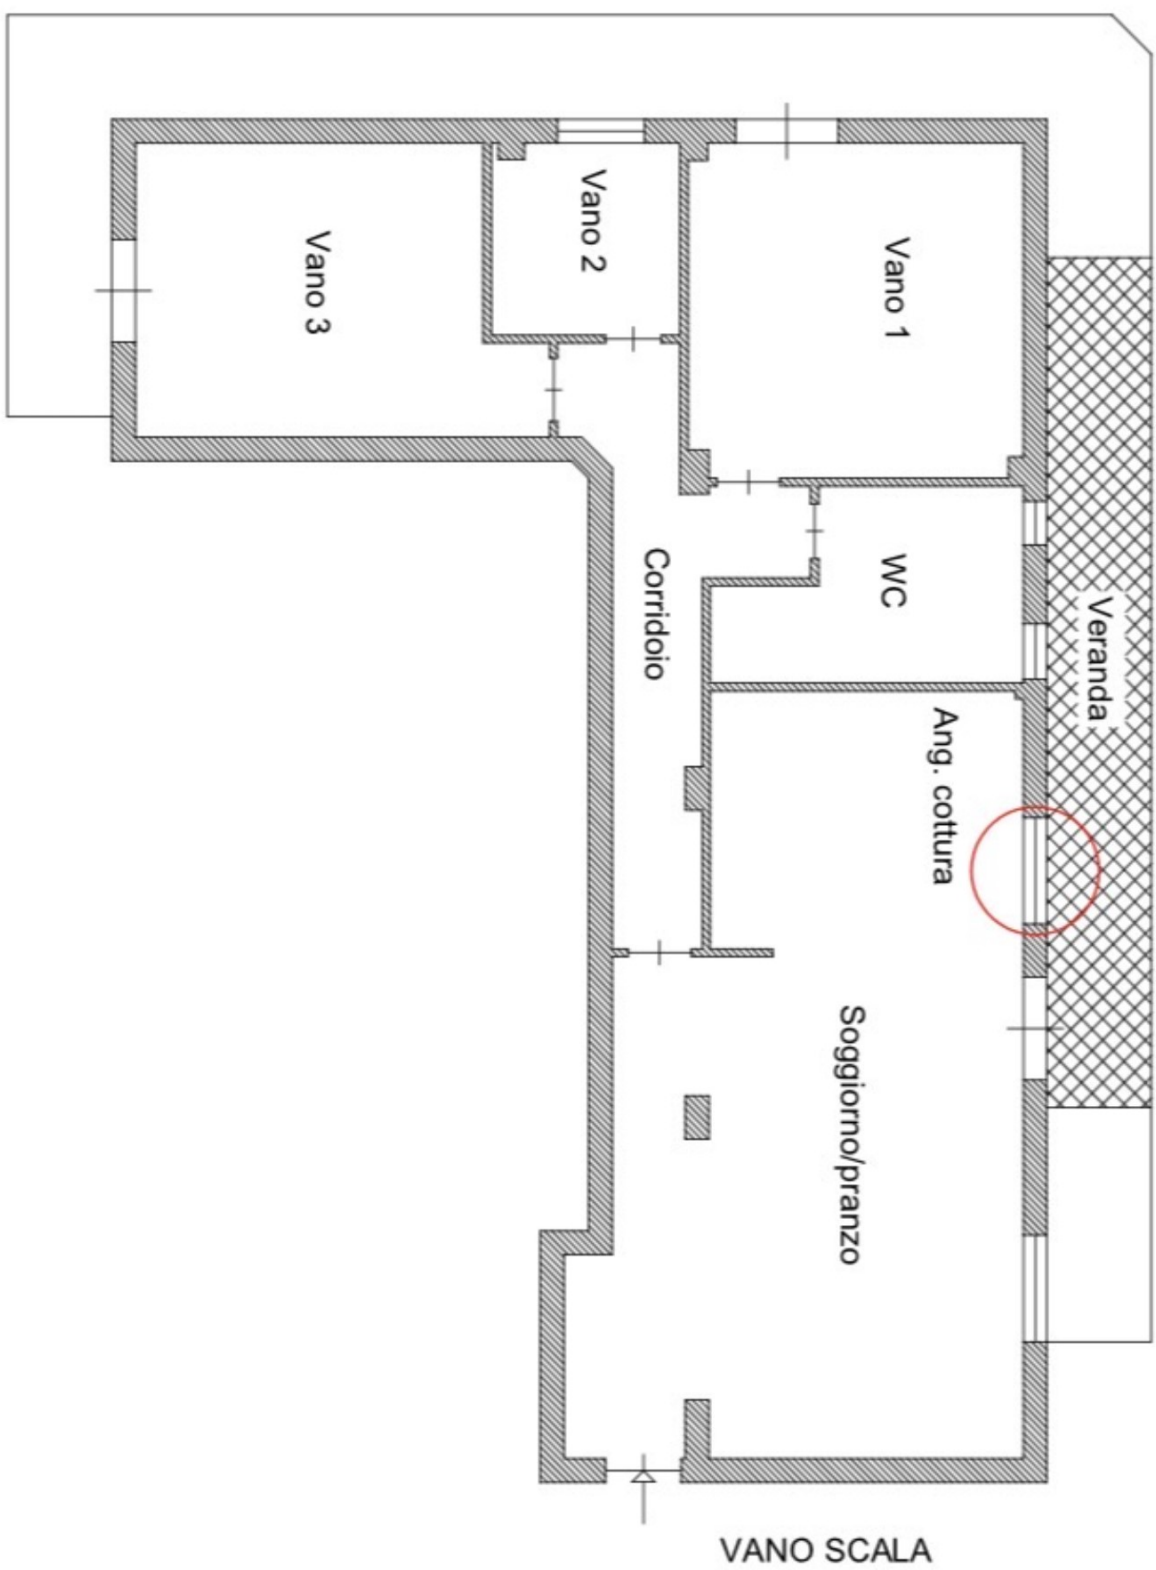 Vano 2
Vano 3
Vano 1
Corridoio
WC
Veranda
Ang. cottura
Soggiorno/pranzo
VANO SCALA